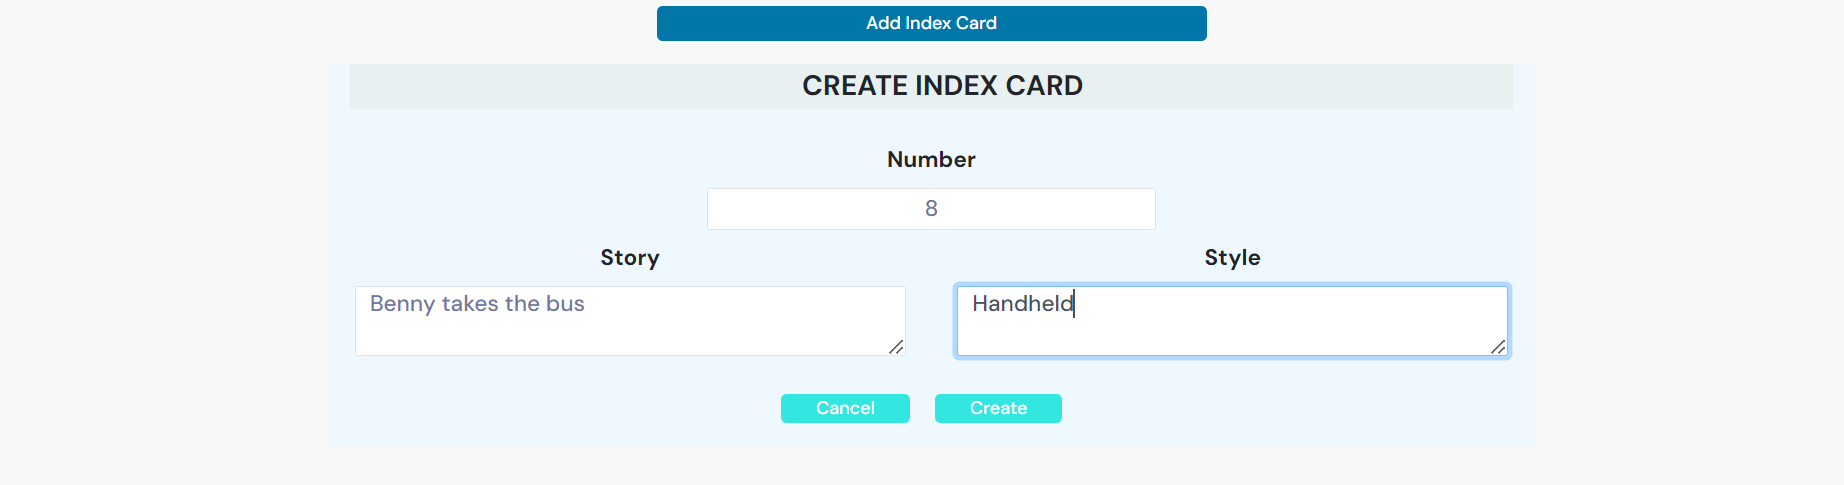 Add Index Card
CREATE INDEX CARD
Number
8
Story
Style
Benny takes the bus
Handheld
Cancel
Create